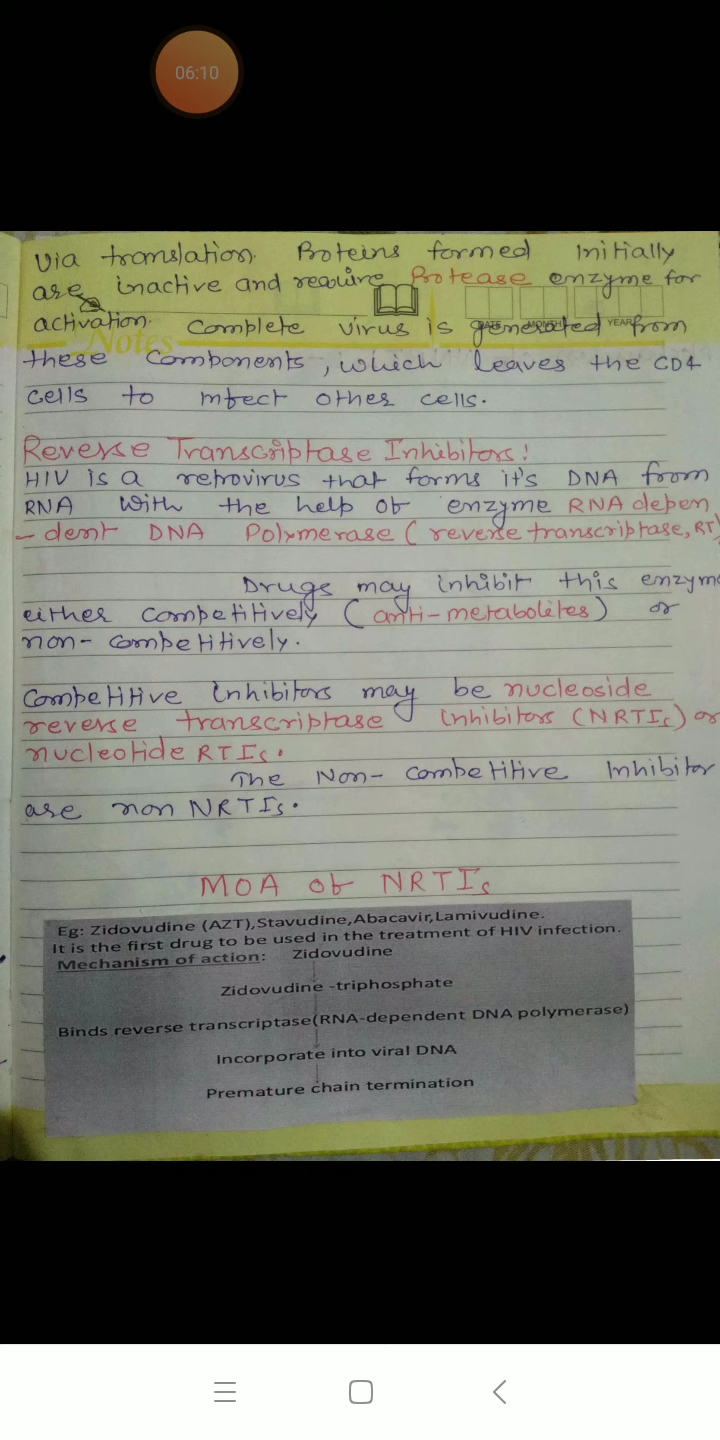 06:10
via translation. Proteins formed initially
are inactive and require Protease enzyme for
activation. Complete virus is generated from
DATE MONTH YEAR
Notes
these components, which leaves the CD4
cells to infect other cells.
Reverse Transcriptase Inhibitors!
HIV is a retrovirus that forms it's DNA from
RNA with the help of enzyme RNA depen
- dent DNA Polymerase ( reverse transcriptase, RT)
Drugs may inhibit this enzyme
either competitively ( anti-metabolites) or
non-competitively.
Competitive inhibitors may be nucleoside
reverse transcriptase inhibitors (NRTIs) or
nucleotide RTIs.
The Non-competitive Inhibitor
are non NRTIs.
MOA of NRTIs
Eg: Zidovudine (AZT),Stavudine,Abacavir,Lamivudine.
It is the first drug to be used in the treatment of HIV infection.
Mechanism of action: Zidovudine
Zidovudine -triphosphate
Binds reverse transcriptase(RNA-dependent DNA polymerase)
Incorporate into viral DNA
Premature chain termination